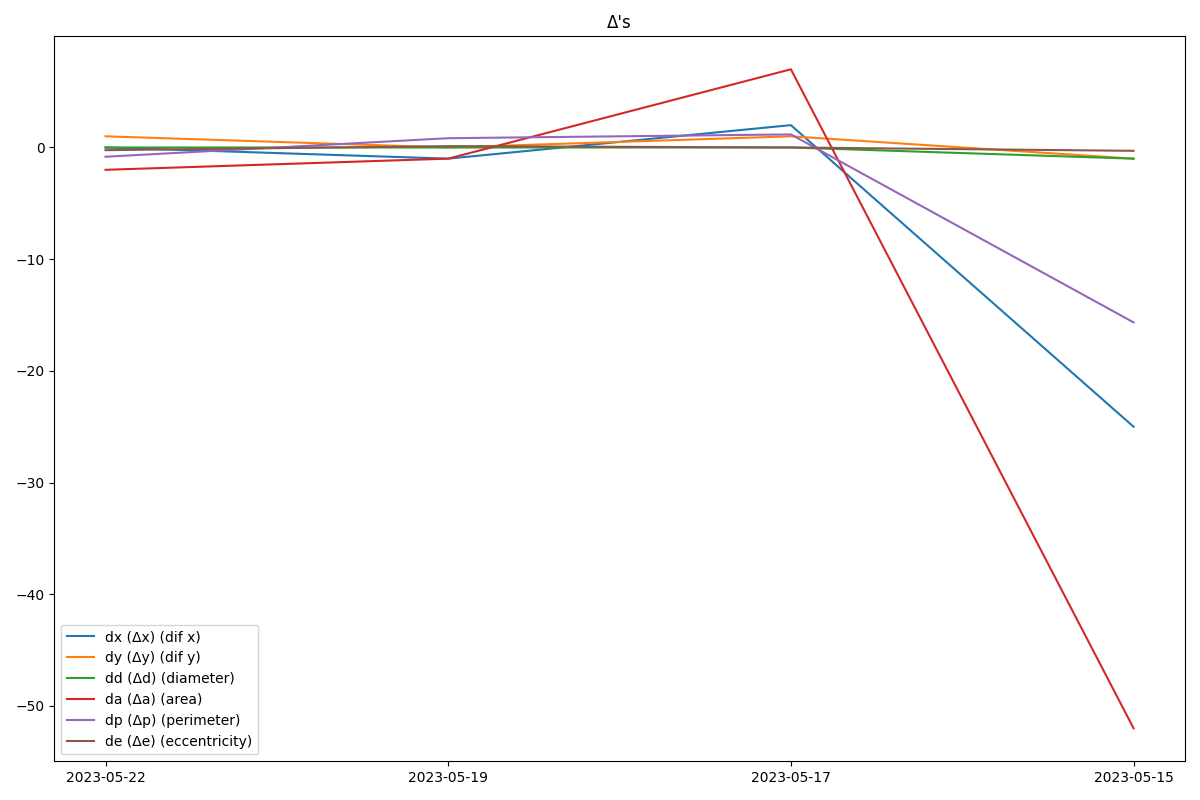 Δ's
0
−10
−20
−30
−40
−50
dx (Δx) (dif x)
dy (Δy) (dif y)
dd (Δd) (diameter)
da (Δa) (area)
dp (Δp) (perimeter)
de (Δe) (eccentricity)
2023-05-22 2023-05-19 2023-05-17 2023-05-15